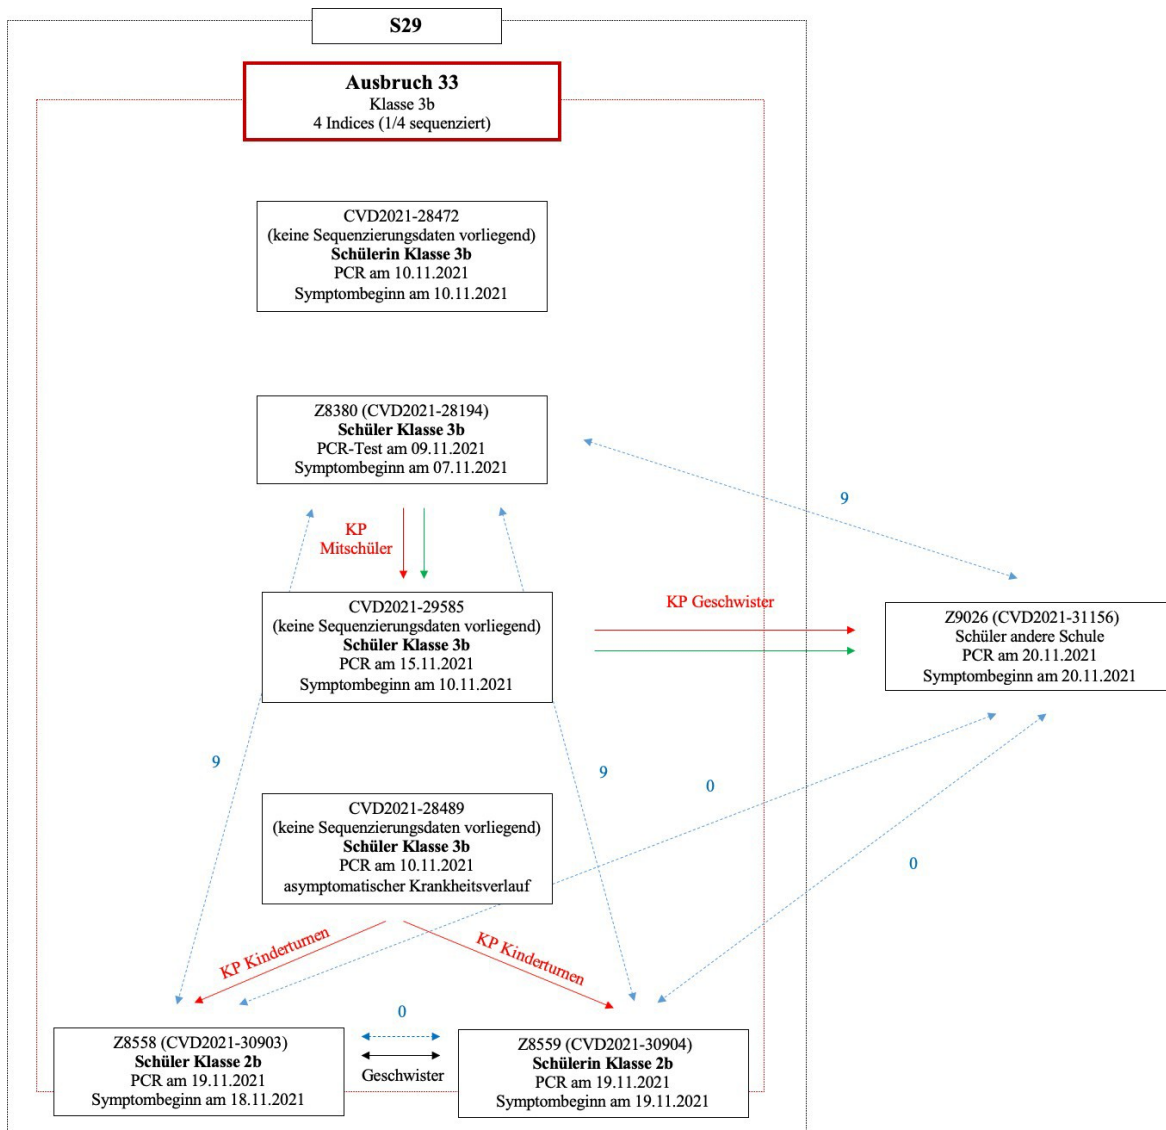 S29
Ausbruch 33
Klasse 3b
4 Indices (1/4 sequenziert)
CVD2021-28472
(keine Sequenzierungsdaten vorliegend)
Schülerin Klasse 3b
PCR am 10.11.2021
Symptombeginn am 10.11.2021
Z8380 (CVD2021-28194)
Schüler Klasse 3b
PCR-Test am 09.11.2021
Symptombeginn am 07.11.2021
9
KP
Mitschüler
CVD2021-29585
(keine Sequenzierungsdaten vorliegend)
Schüler Klasse 3b
PCR am 15.11.2021
Symptombeginn am 10.11.2021
KP Geschwister
Z9026 (CVD2021-31156)
Schüler andere Schule
PCR am 20.11.2021
Symptombeginn am 20.11.2021
9
9
0
0
CVD2021-28489
(keine Sequenzierungsdaten vorliegend)
Schüler Klasse 3b
PCR am 10.11.2021
asymptomatischer Krankheitsverlauf
KP Kinderturnen
KP Kinderturnen
0
Geschwister
Z8558 (CVD2021-30903)
Schüler Klasse 2b
PCR am 19.11.2021
Symptombeginn am 18.11.2021
Z8559 (CVD2021-30904)
Schülerin Klasse 2b
PCR am 19.11.2021
Symptombeginn am 19.11.2021